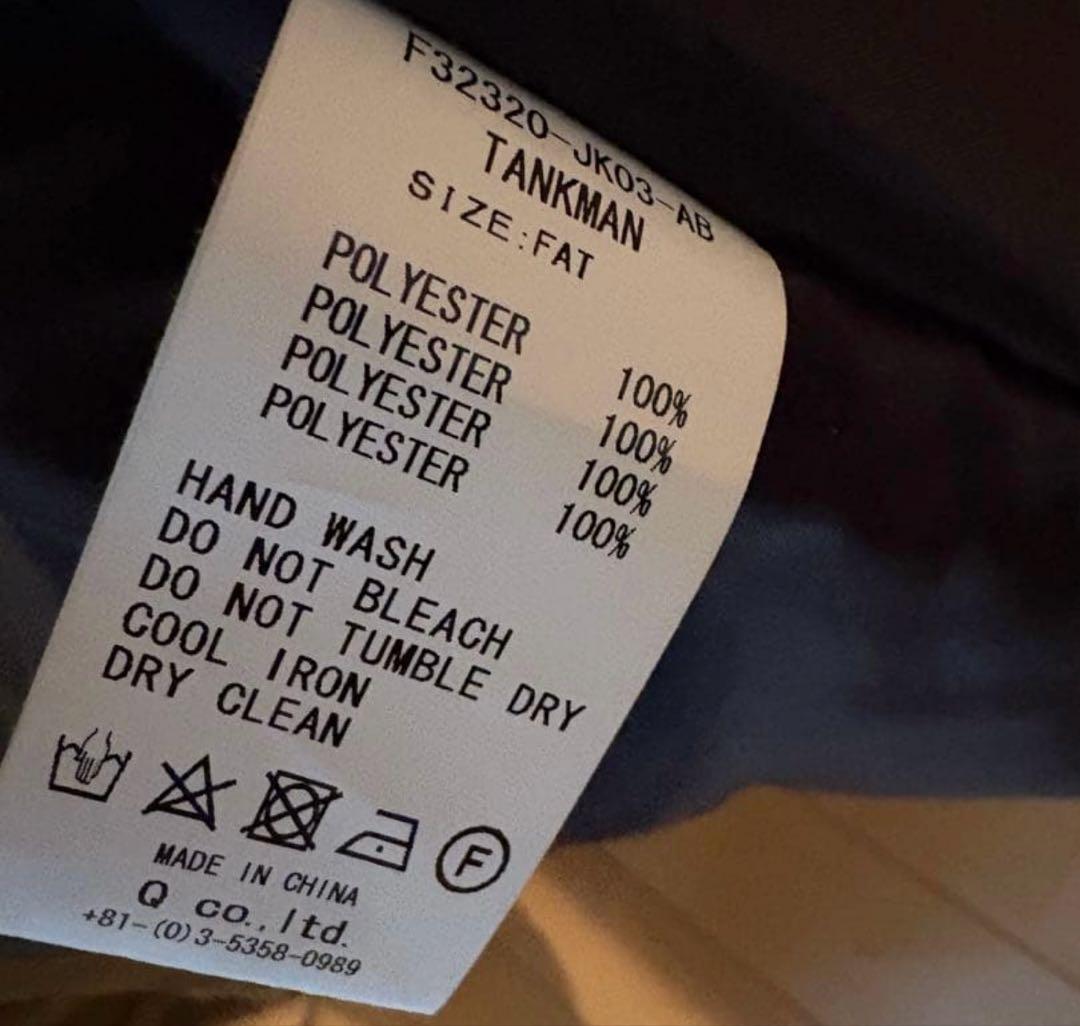 F32320-JK03-AB
TANKMAN
SIZE:FAT
POLYESTER 100%
POLYESTER 100%
POLYESTER 100%
POLYESTER 100%
HAND WASH
DO NOT BLEACH
DO NOT TUMBLE DRY
COOL IRON
DRY CLEAN
F
MADE IN CHINA
Q co., ltd.
+81-(0)3-5358-0989